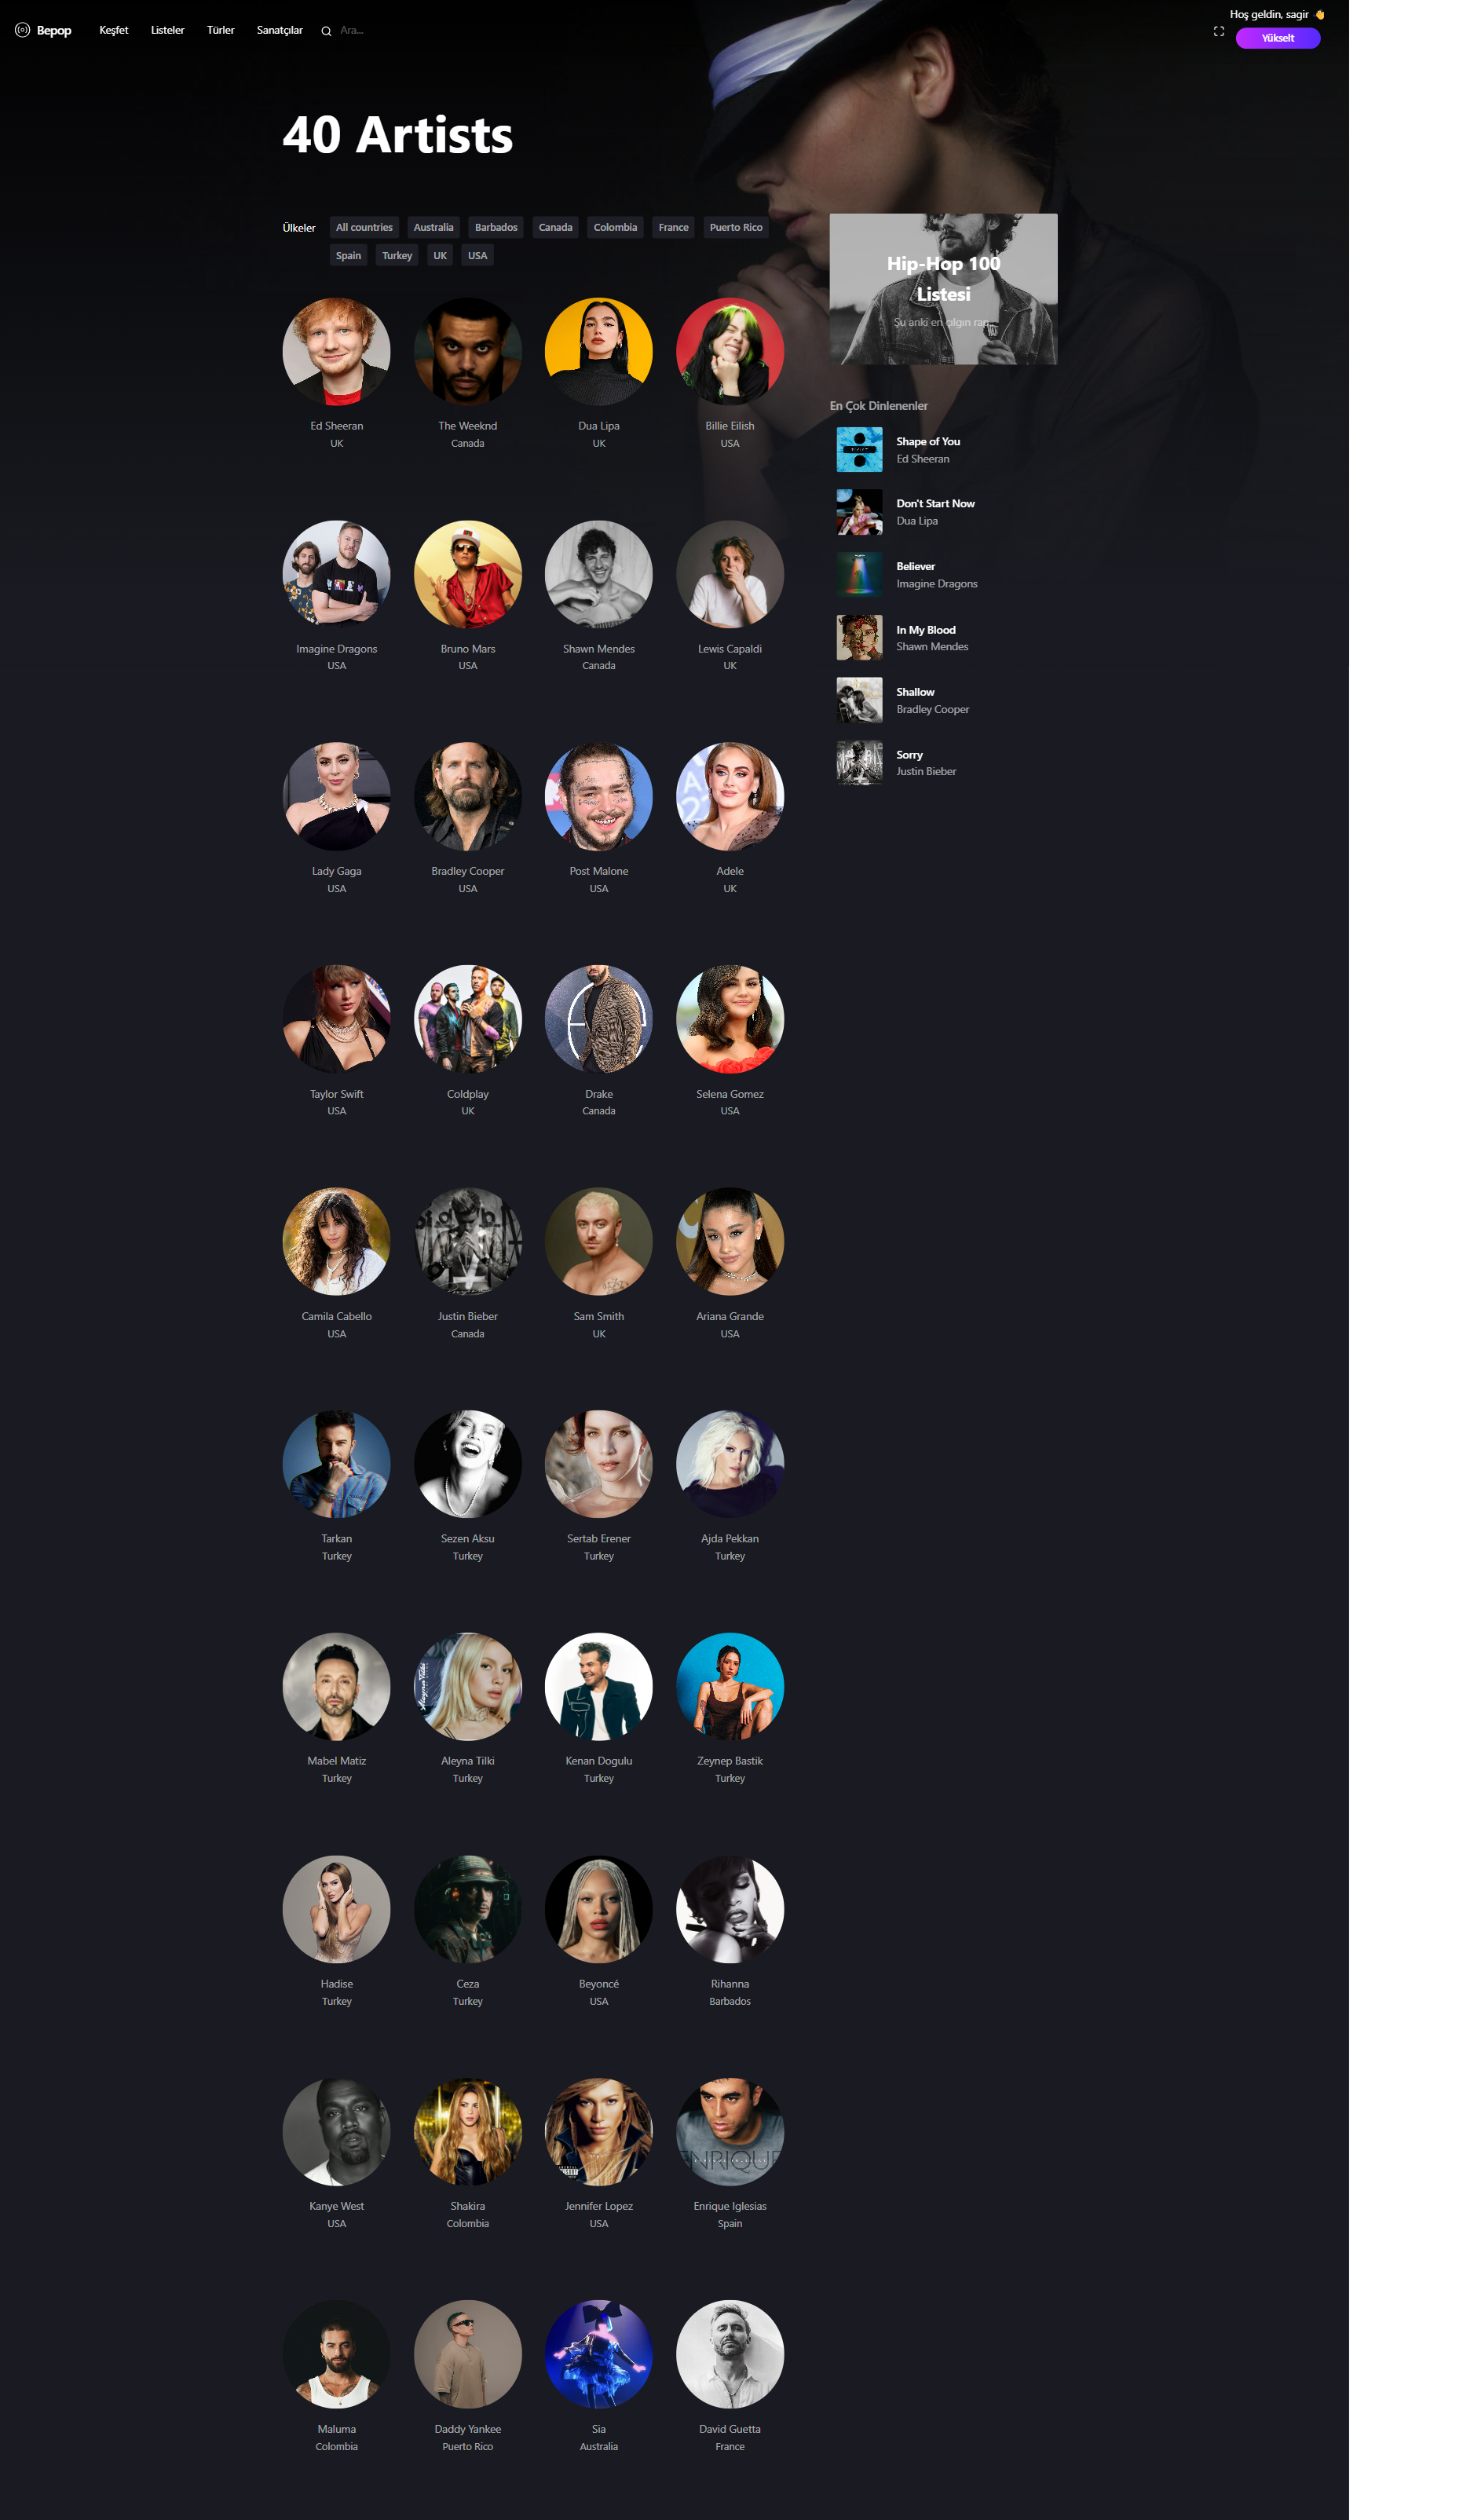 Bepop
Keşfet
Listeler
Türler
Sanatçılar
Ara...
Hoş geldin, sagir 👏
Yükselt
40 Artists
Ülkeler
All countries
Australia
Barbados
Canada
Colombia
France
Puerto Rico
Spain
Turkey
UK
USA
Ed Sheeran
UK
The Weeknd
Canada
Dua Lipa
UK
Billie Eilish
USA
Imagine Dragons
USA
Bruno Mars
USA
Shawn Mendes
Canada
Lewis Capaldi
UK
Lady Gaga
USA
Bradley Cooper
USA
Post Malone
USA
Adele
UK
Taylor Swift
USA
Coldplay
UK
Drake
Canada
Selena Gomez
USA
Camila Cabello
USA
Justin Bieber
Canada
Sam Smith
UK
Ariana Grande
USA
Tarkan
Turkey
Sezen Aksu
Turkey
Sertab Erener
Turkey
Ajda Pekkan
Turkey
Mabel Matiz
Turkey
Aleyna Tilki
Turkey
Kenan Dogulu
Turkey
Zeynep Bastik
Turkey
Hadise
Turkey
Ceza
Turkey
Beyoncé
USA
Rihanna
Barbados
Kanye West
USA
Shakira
Colombia
Jennifer Lopez
USA
Enrique Iglesias
Spain
Maluma
Colombia
Daddy Yankee
Puerto Rico
Sia
Australia
David Guetta
France
Hip-Hop 100
Listesi
Şu anki en çılgın rap...
En Çok Dinlenenler
Shape of You
Ed Sheeran
Don't Start Now
Dua Lipa
Believer
Imagine Dragons
In My Blood
Shawn Mendes
Shallow
Bradley Cooper
Sorry
Justin Bieber